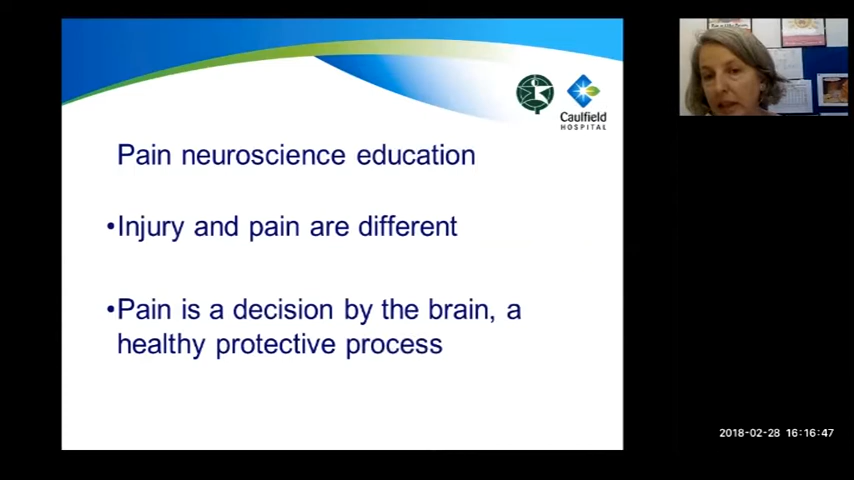 Caulfield
HOSPITAL
Pain neuroscience education
•Injury and pain are different
•Pain is a decision by the brain, a
healthy protective process
2018-02-28 16:16:47